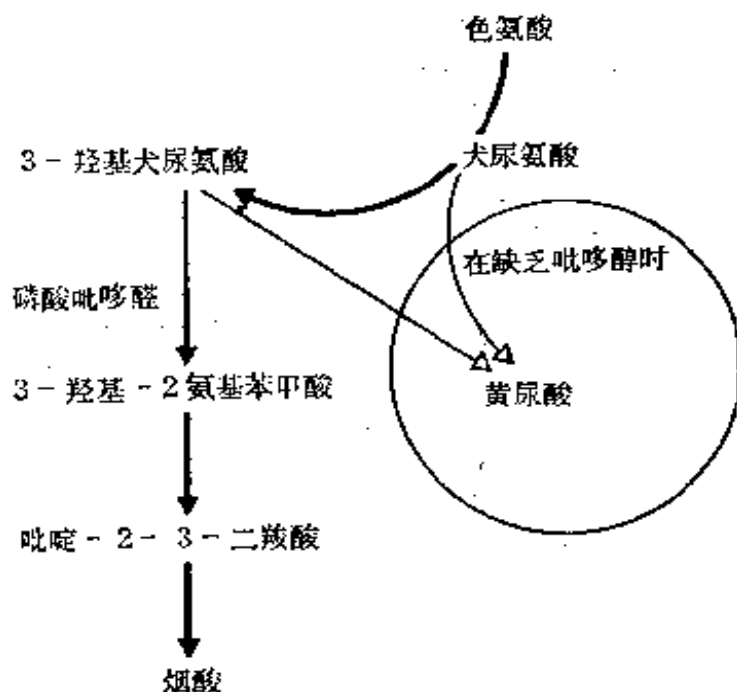 色氨酸
3-羟基犬尿氨酸
犬尿氨酸
在缺乏吡哆醇时
磷酸吡哆醛
3-羟基-2氨基苯甲酸
黄尿酸
吡啶-2-3-二羧酸
烟酸